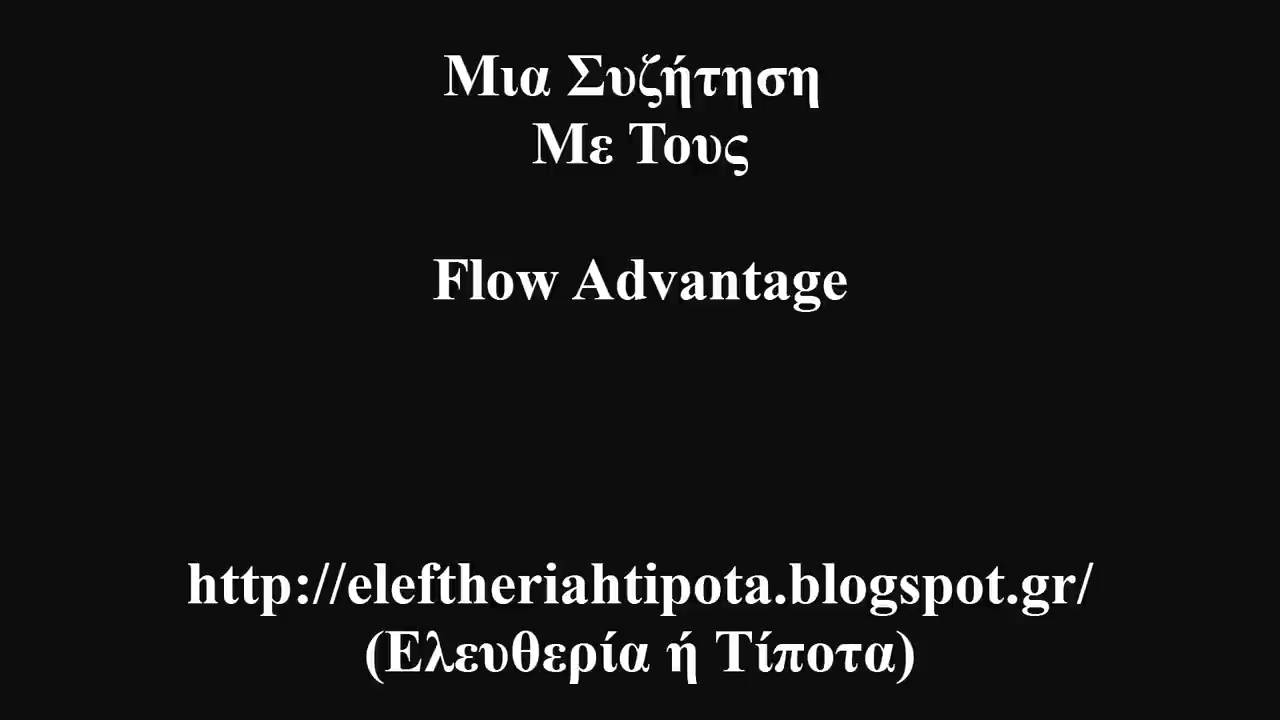 Μια Συζήτηση
Με Τους
Flow Advantage
http://eleftheriahtipota.blogspot.gr/
(Ελευθερία ή Τίποτα)